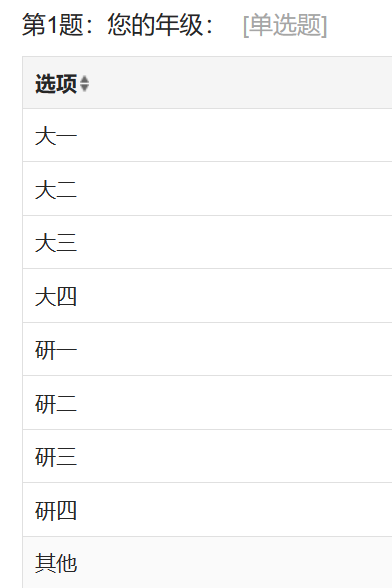 第1题：您的年级： [单选题]
选项
大一
大二
大三
大四
研一
研二
研三
研四
其他